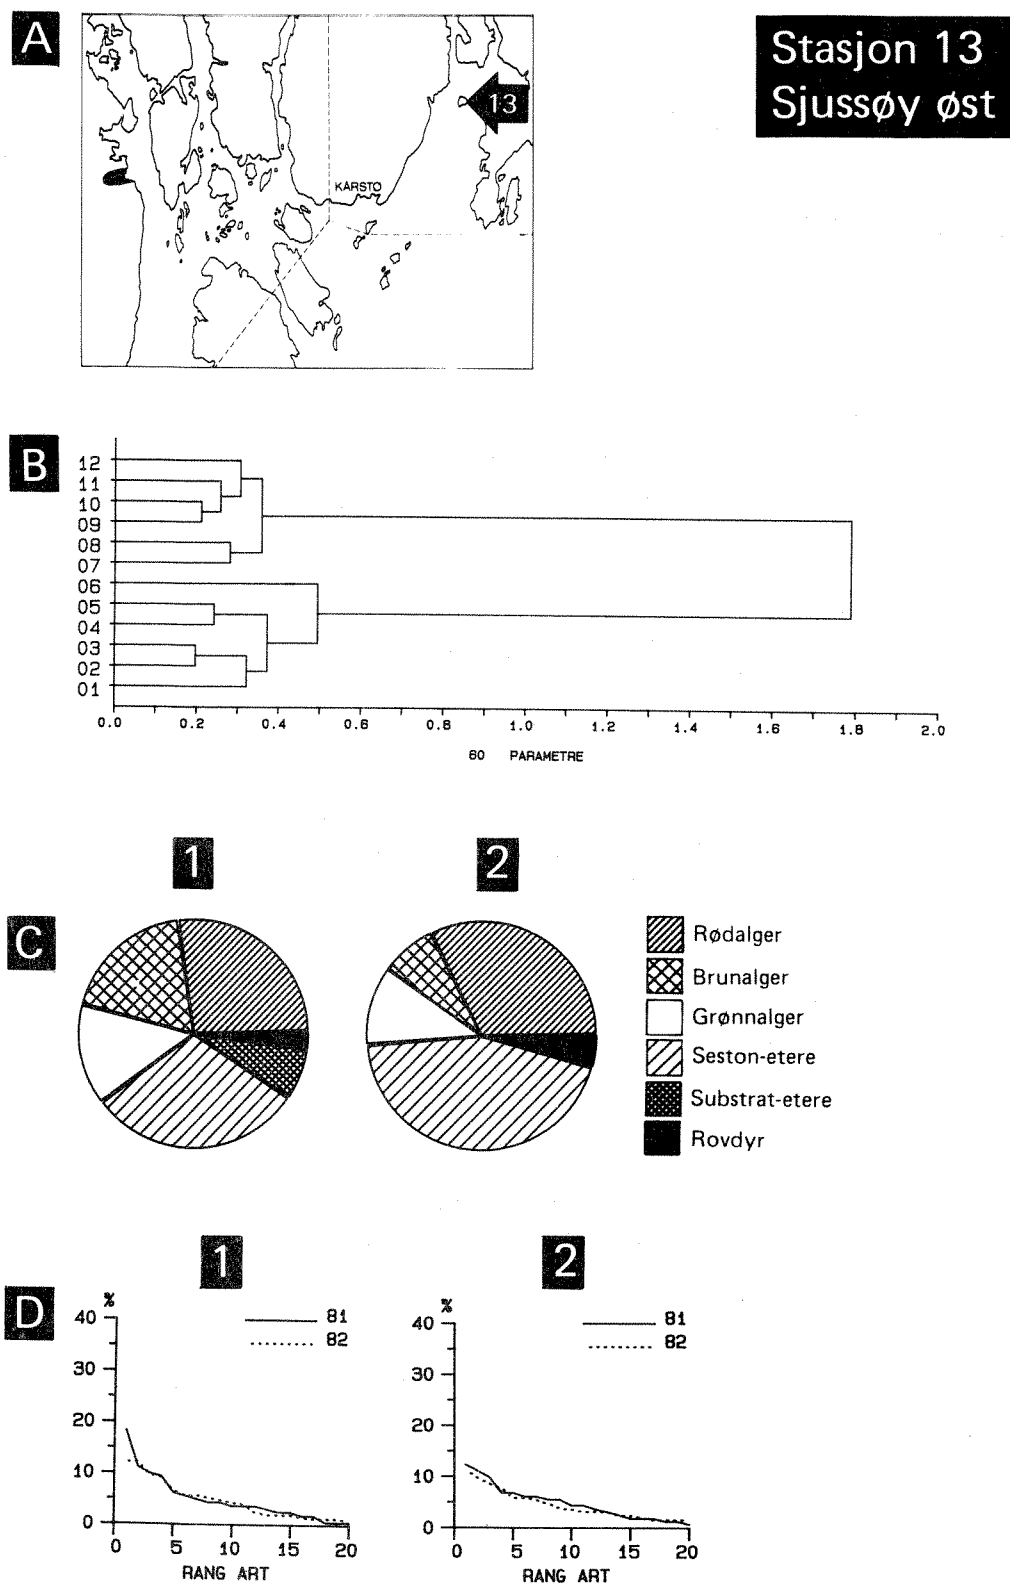 A
Stasjon 13
Sjussøy øst
13
KÅRSTØ
B
12
11
10
09
08
07
06
05
04
03
02
01
0.0 0.2 0.4 0.6 0.8 1.0 1.2 1.4 1.6 1.8 2.0
60 PARAMETRE
1 2
C
Rødalger
Brunalger
Grønnalger
Seston-etere
Substrat-etere
Rovdyr
1 2
D
%
40
30
20
10
0
81
82
0 5 10 15 20
RANG ART
%
40
30
20
10
0
81
82
0 5 10 15 20
RANG ART